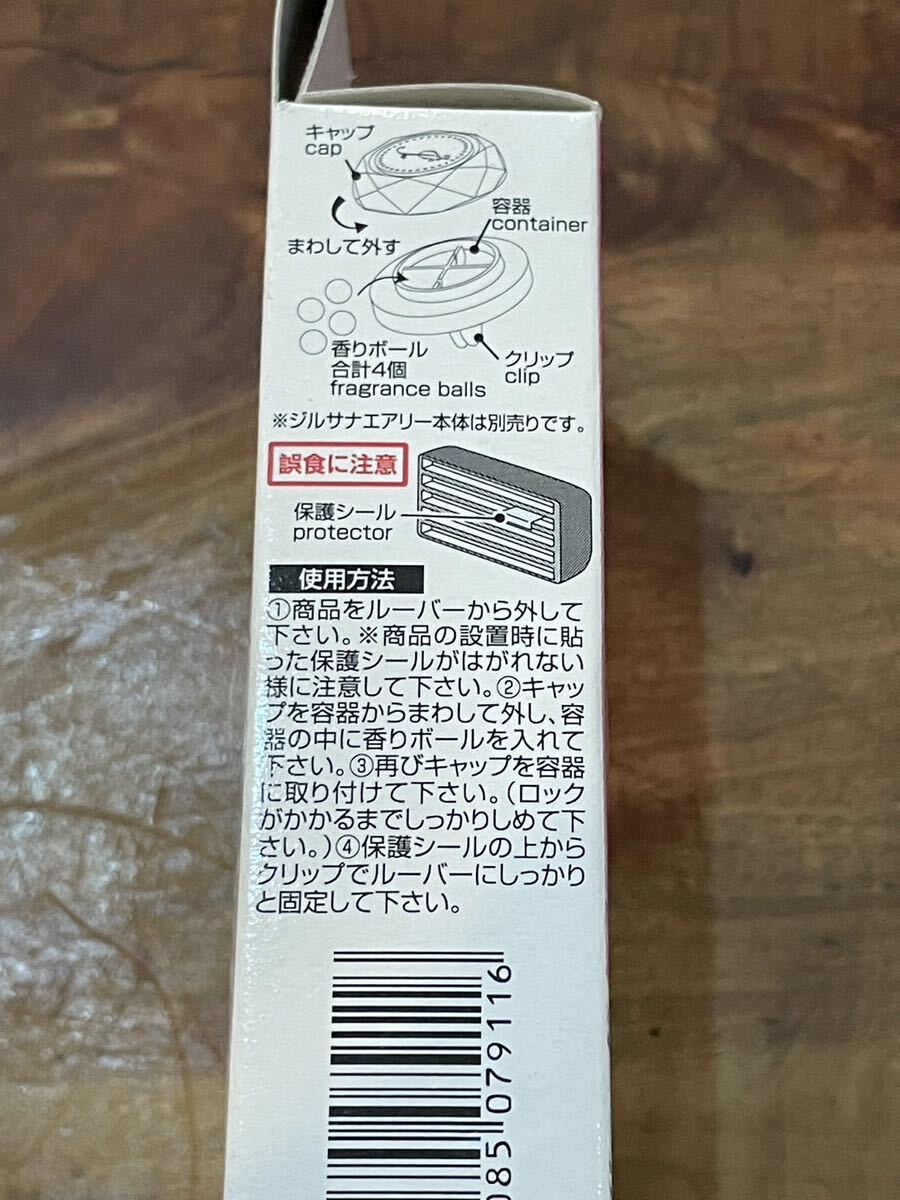 キャップ
cap
容器
container
まわして外す
香りボール
合計4個
fragrance balls
クリップ
clip
※ジルサナエアリー本体は別売りです。
誤食に注意
保護シール
protector
使用方法
①商品をルーバーから外して
下さい。※商品の設置時に貼
った保護シールがはがれない
様に注意して下さい。②キャッ
プを容器からまわして外し、容
器の中に香りボールを入れて
下さい。③再びキャップを容器
に取り付けて下さい。（ロック
がかかるまでしっかりしめて下
さい。）④保護シールの上から
クリップでルーバーにしっかり
と固定して下さい。
085 079116